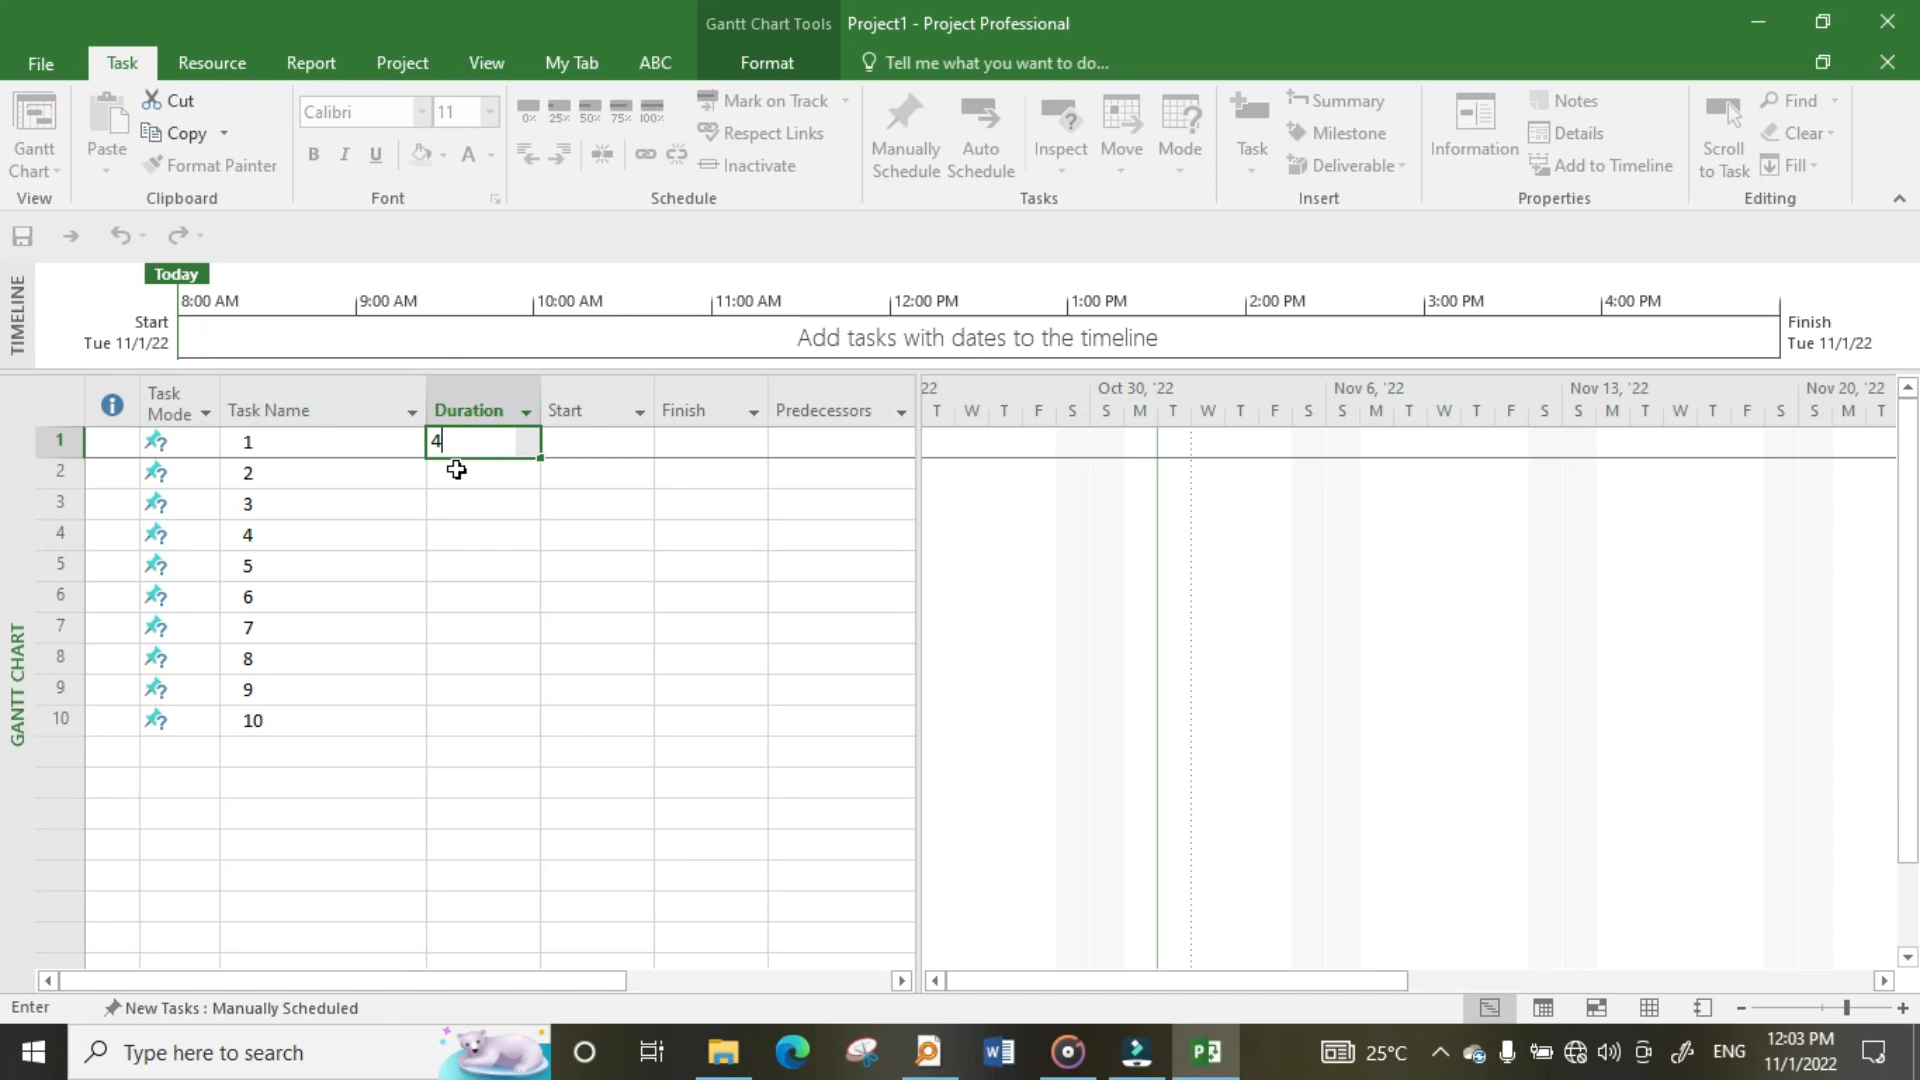 Gantt Chart Tools
Project1 - Project Professional
File Task Resource Report Project View My Tab ABC Format Tell me what you want to do...
Gantt Chart
View
Paste
Cut
Copy
Format Painter
Clipboard
Calibri 11
B I U A
Font
0% 25% 50% 75% 100%
Mark on Track
Respect Links
Inactivate
Schedule
Manually Schedule
Auto Schedule
Inspect
Move
Mode
Tasks
Task
Summary
Milestone
Deliverable
Insert
Information
Notes
Details
Add to Timeline
Properties
Scroll to Task
Find
Clear
Fill
Editing
TIMELINE
Today
8:00 AM 9:00 AM 10:00 AM 11:00 AM 12:00 PM 1:00 PM 2:00 PM 3:00 PM 4:00 PM
Start
Tue 11/1/22
Add tasks with dates to the timeline
Finish
Tue 11/1/22
GANTT CHART
Task Mode Task Name Duration Start Finish Predecessors
1 1 4
2 2
3 3
4 4
5 5
6 6
7 7
8 8
9 9
10 10
22 Oct 30, '22 Nov 6, '22 Nov 13, '22 Nov 20, '22
T W T F S S M T W T F S S M T W T F S S M T W T F S S M T
Enter New Tasks : Manually Scheduled
Type here to search
25°C
ENG
12:03 PM
11/1/2022